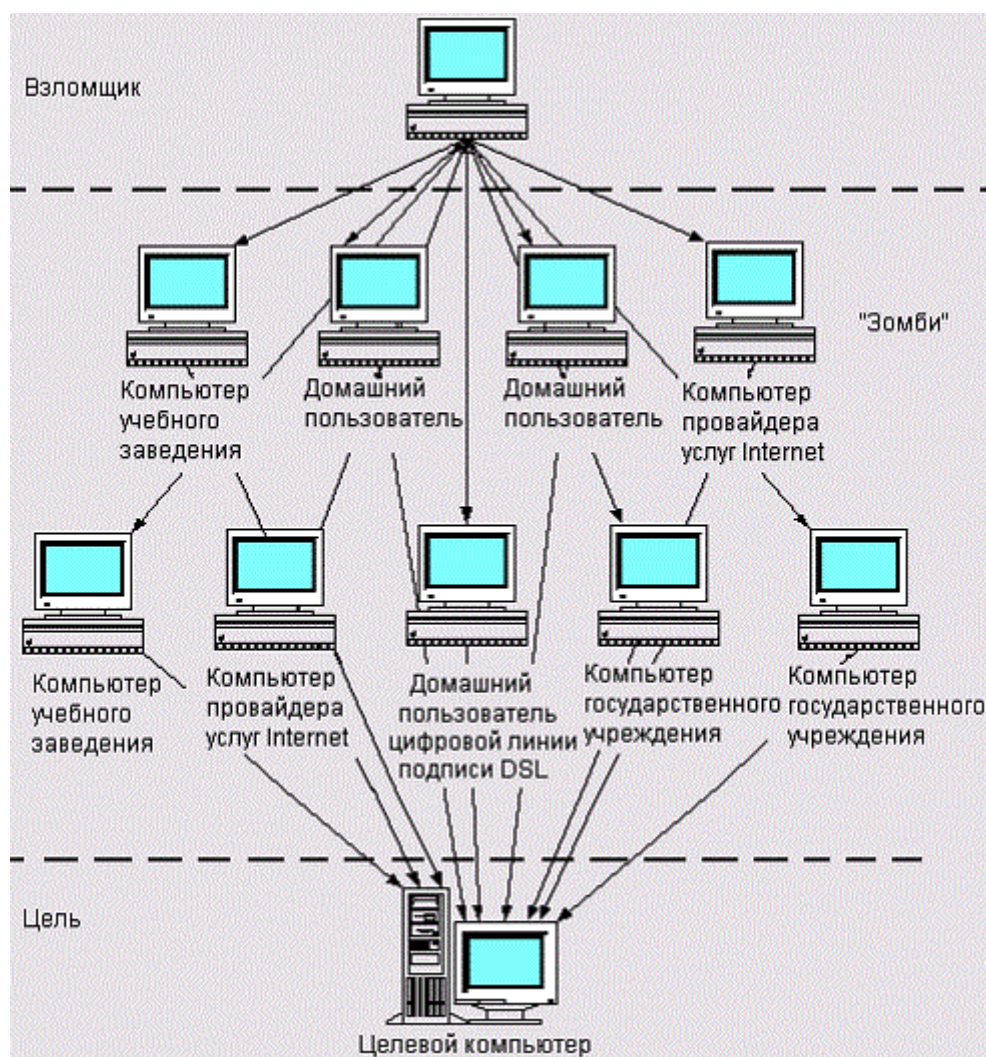 Взломщик
"Зомби"
Компьютер
учебного
заведения
Домашний
пользователь
Домашний
пользователь
Компьютер
провайдера
услуг Internet
Компьютер
учебного
заведения
Компьютер
провайдера
услуг Internet
Домашний
пользователь
цифровой линии
подписи DSL
Компьютер
государственного
учреждения
Компьютер
государственного
учреждения
Цель
Целевой компьютер